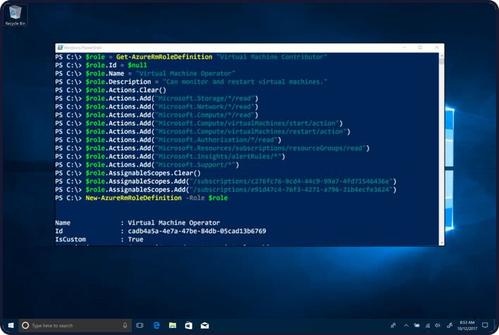 Recycle Bin
Windows PowerShell
PS C:\> $role = Get-AzureRmRoleDefinition "Virtual Machine Contributor"
PS C:\> $role.Id = $null
PS C:\> $role.Name = "Virtual Machine Operator"
PS C:\> $role.Description = "Can monitor and restart virtual machines."
PS C:\> $role.Actions.Clear()
PS C:\> $role.Actions.Add("Microsoft.Storage/*/read")
PS C:\> $role.Actions.Add("Microsoft.Network/*/read")
PS C:\> $role.Actions.Add("Microsoft.Compute/*/read")
PS C:\> $role.Actions.Add("Microsoft.Compute/virtualMachines/start/action")
PS C:\> $role.Actions.Add("Microsoft.Compute/virtualMachines/restart/action")
PS C:\> $role.Actions.Add("Microsoft.Authorization/*/read")
PS C:\> $role.Actions.Add("Microsoft.Resources/subscriptions/resourceGroups/read")
PS C:\> $role.Actions.Add("Microsoft.Insights/alertRules/*")
PS C:\> $role.Actions.Add("Microsoft.Support/*")
PS C:\> $role.AssignableScopes.Clear()
PS C:\> $role.AssignableScopes.Add("/subscriptions/c276fc76-9cd4-44c9-99a7-4fd71546436e")
PS C:\> $role.AssignableScopes.Add("/subscriptions/e91d47c4-76f3-4271-a796-21b4ecfe3624")
PS C:\> New-AzureRmRoleDefinition -Role $role
Name : Virtual Machine Operator
Id : cadb4a5a-4e7a-47be-84db-05cad13b6769
IsCustom : True
Type here to search
8:53 AM
10/12/2017